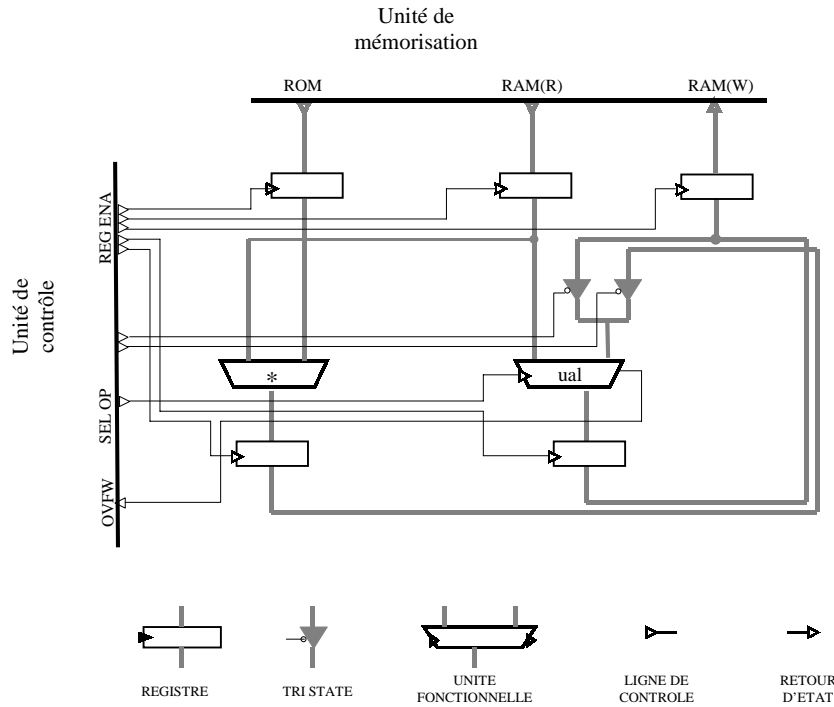 Unité de
mémorisation
ROM
RAM(R)
RAM(W)
REG ENA
Unité de
contrôle
*
ual
SEL OP
OVFW
REGISTRE
TRI STATE
UNITE
FONCTIONNELLE
LIGNE DE
CONTROLE
RETOUR
D'ETAT